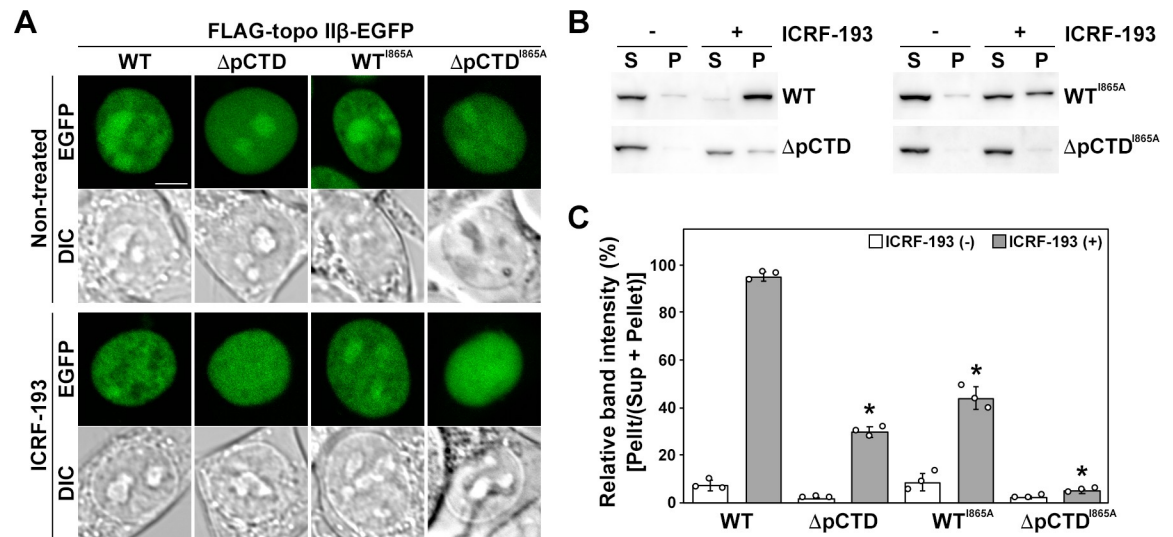 A
FLAG-topo IIβ-EGFP
WT ΔpCTD WT^I865A ΔpCTD^I865A
Non-treated
EGFP
DIC
ICRF-193
EGFP
DIC
B
- + ICRF-193
S P S P
WT
ΔpCTD
- + ICRF-193
S P S P
WT^I865A
ΔpCTD^I865A
C
Relative band intensity (%)
[Pellt/(Sup + Pellet)]
ICRF-193 (-) ICRF-193 (+)
100
80
60
40
20
0
* * *
WT ΔpCTD WT^I865A ΔpCTD^I865A